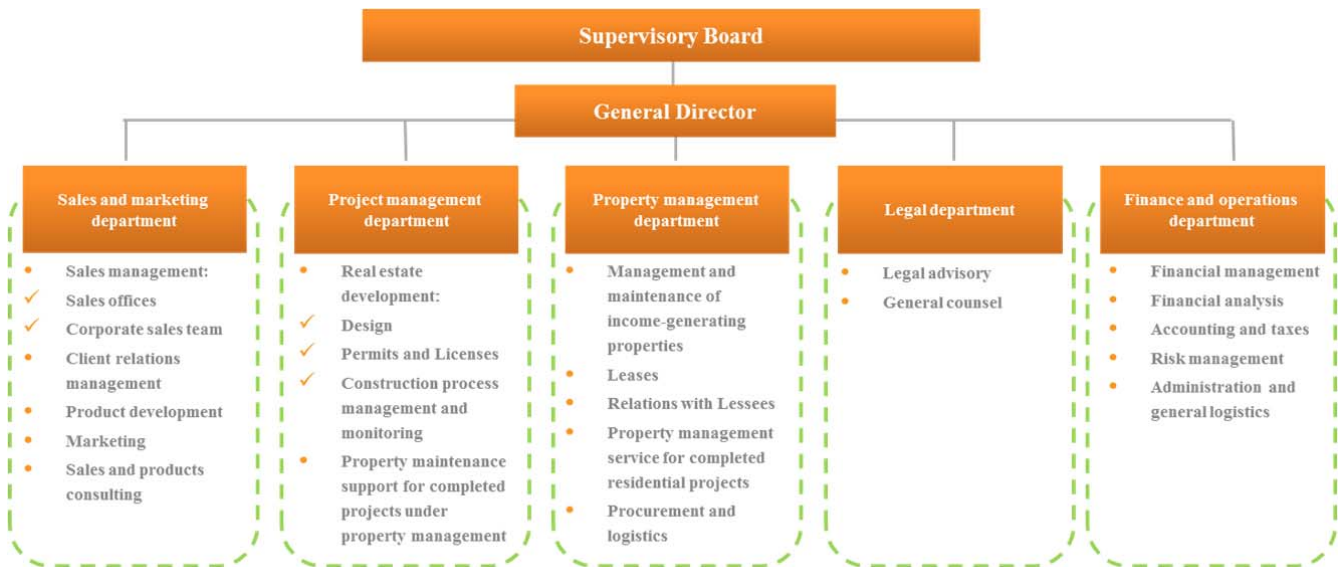 Supervisory Board
General Director
Sales and marketing
department
• Sales management:
✓ Sales offices
✓ Corporate sales team
• Client relations
management
• Product development
• Marketing
• Sales and products
consulting
Project management
department
• Real estate
development:
✓ Design
✓ Permits and Licenses
✓ Construction process
management and
monitoring
• Property maintenance
support for completed
projects under
property management
Property management
department
• Management and
maintenance of
income-generating
properties
• Leases
• Relations with Lessees
• Property management
service for completed
residential projects
• Procurement and
logistics
Legal department
• Legal advisory
• General counsel
Finance and operations
department
• Financial management
• Financial analysis
• Accounting and taxes
• Risk management
• Administration and
general logistics